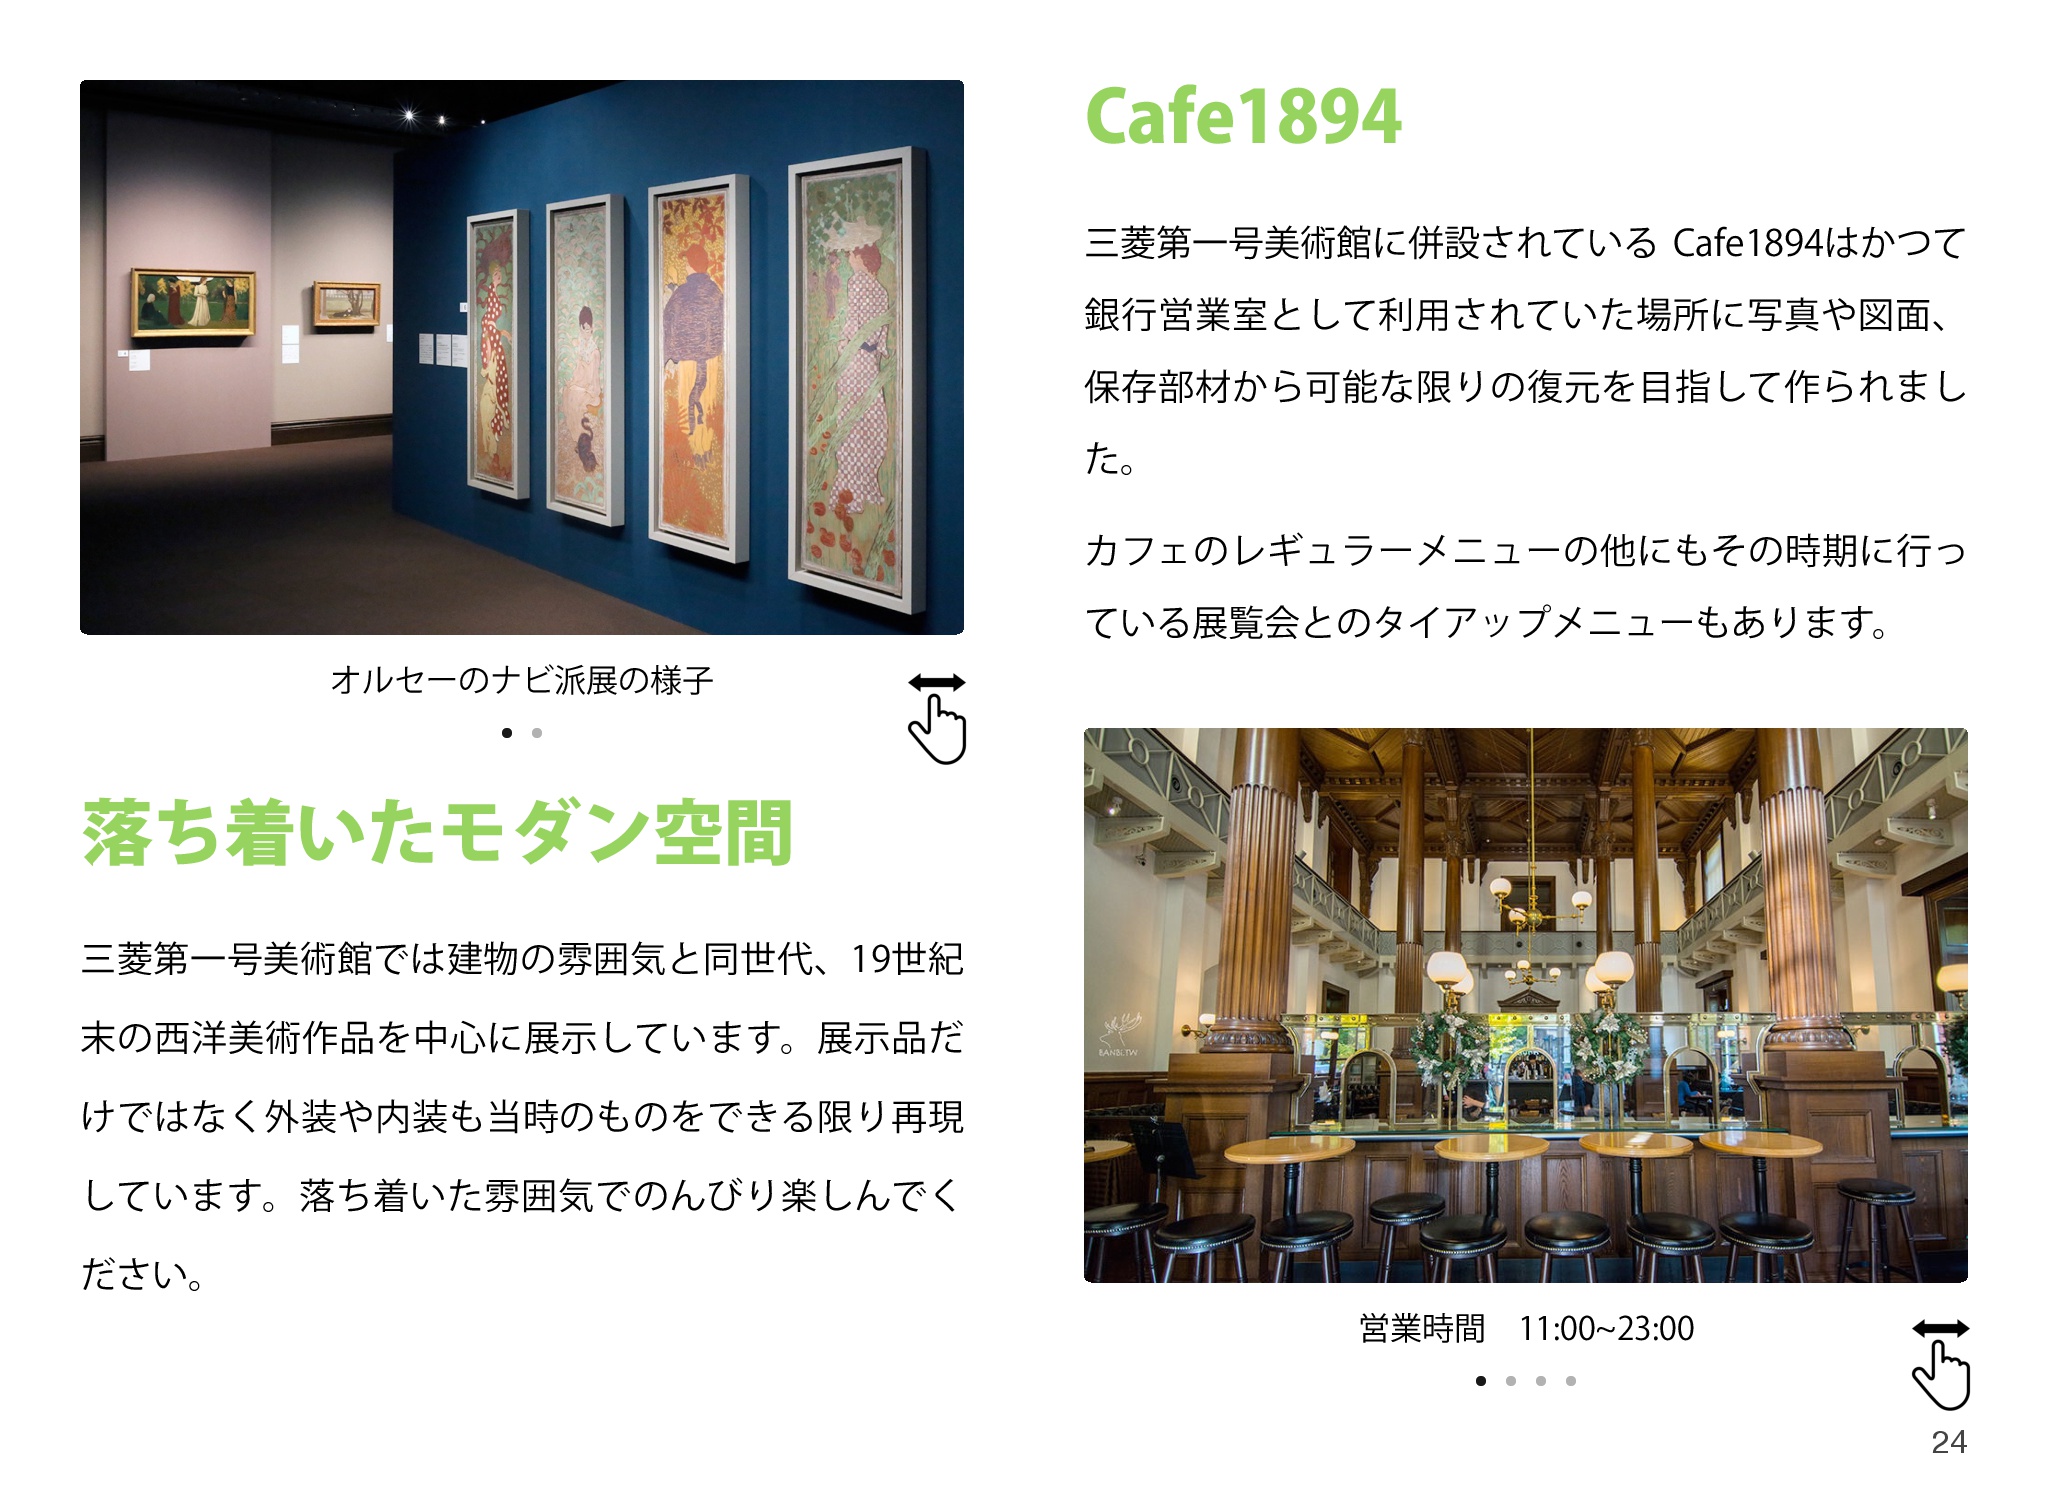 オルセーのナビ派展の様子
落ち着いたモダン空間
三菱第一号美術館では建物の雰囲気と同世代、19世紀
末の西洋美術作品を中心に展示しています。展示品だ
けではなく外装や内装も当時のものをできる限り再現
しています。落ち着いた雰囲気でのんびり楽しんでく
ださい。
Cafe1894
三菱第一号美術館に併設されている Cafe1894はかつて
銀行営業室として利用されていた場所に写真や図面、
保存部材から可能な限りの復元を目指して作られまし
た。
カフェのレギュラーメニューの他にもその時期に行っ
ている展覧会とのタイアップメニューもあります。
BANBI.TW
営業時間　11:00~23:00
24